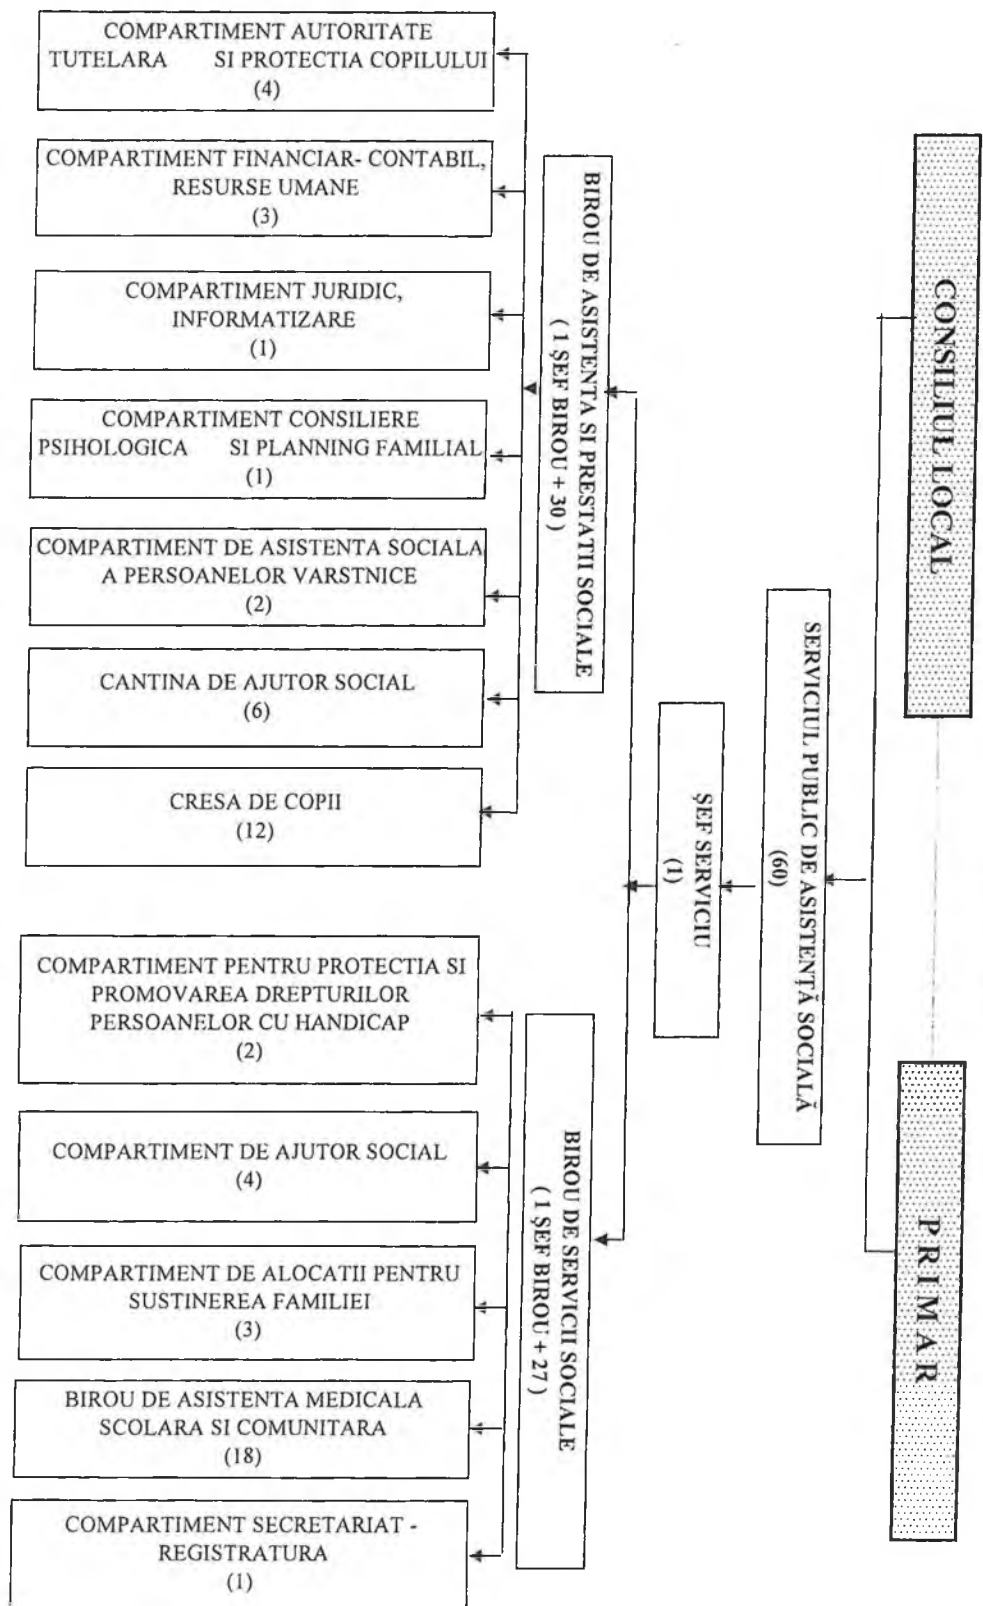 CONSILIUL LOCAL
PRIMAR
SERVICIUL PUBLIC DE ASISTENŢĂ SOCIALĂ
(60)
ŞEF SERVICIU
(1)
BIROU DE ASISTENTA SI PRESTATII SOCIALE
( 1 ŞEF BIROU + 30 )
BIROU DE SERVICII SOCIALE
( 1 ŞEF BIROU + 27 )
COMPARTIMENT AUTORITATE
TUTELARA SI PROTECTIA COPILULUI
(4)
COMPARTIMENT FINANCIAR- CONTABIL,
RESURSE UMANE
(3)
COMPARTIMENT JURIDIC,
INFORMATIZARE
(1)
COMPARTIMENT CONSILIERE
PSIHOLOGICA SI PLANNING FAMILIAL
(1)
COMPARTIMENT DE ASISTENTA SOCIALA
A PERSOANELOR VARSTNICE
(2)
CANTINA DE AJUTOR SOCIAL
(6)
CRESA DE COPII
(12)
COMPARTIMENT PENTRU PROTECTIA SI
PROMOVAREA DREPTURILOR
PERSOANELOR CU HANDICAP
(2)
COMPARTIMENT DE AJUTOR SOCIAL
(4)
COMPARTIMENT DE ALOCATII PENTRU
SUSTINEREA FAMILIEI
(3)
BIROU DE ASISTENTA MEDICALA
SCOLARA SI COMUNITARA
(18)
COMPARTIMENT SECRETARIAT -
REGISTRATURA
(1)